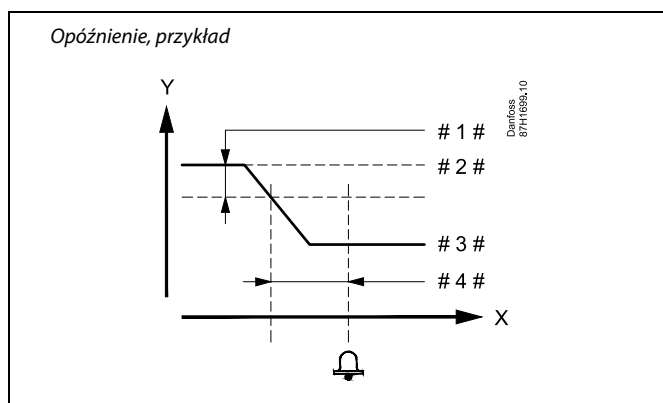 Opóźnienie, przykład
Y
# 1 #
# 2 #
# 3 #
# 4 #
X
Danfoss
87H1699.10